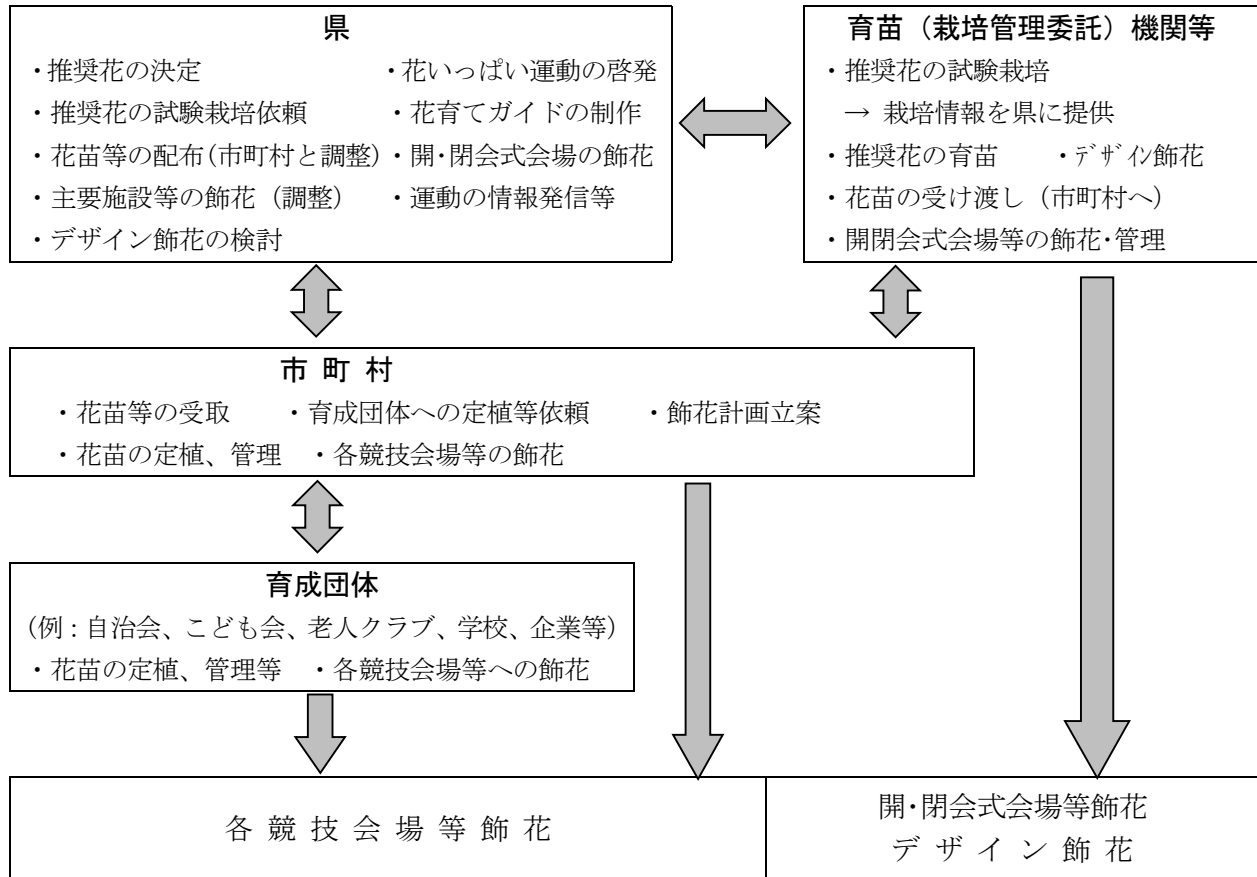 県
・推奨花の決定　・花いっぱい運動の啓発
・推奨花の試験栽培依頼　・花育てガイドの制作
・花苗等の配布(市町村と調整)　・開・閉会式会場の飾花
・主要施設等の飾花（調整）　・運動の情報発信等
・デザイン飾花の検討
育苗（栽培管理委託）機関等
・推奨花の試験栽培
→ 栽培情報を県に提供
・推奨花の育苗　・ﾃﾞｻﾞｲﾝ飾花
・花苗の受け渡し（市町村へ）
・開閉会式会場等の飾花・管理
市 町 村
・花苗等の受取　・育成団体への定植等依頼　・飾花計画立案
・花苗の定植、管理　・各競技会場等の飾花
育成団体
（例：自治会、こども会、老人クラブ、学校、企業等）
・花苗の定植、管理等　・各競技会場等への飾花
各 競 技 会 場 等 飾 花
開・閉会式会場等飾花
デ ザ イ ン 飾 花